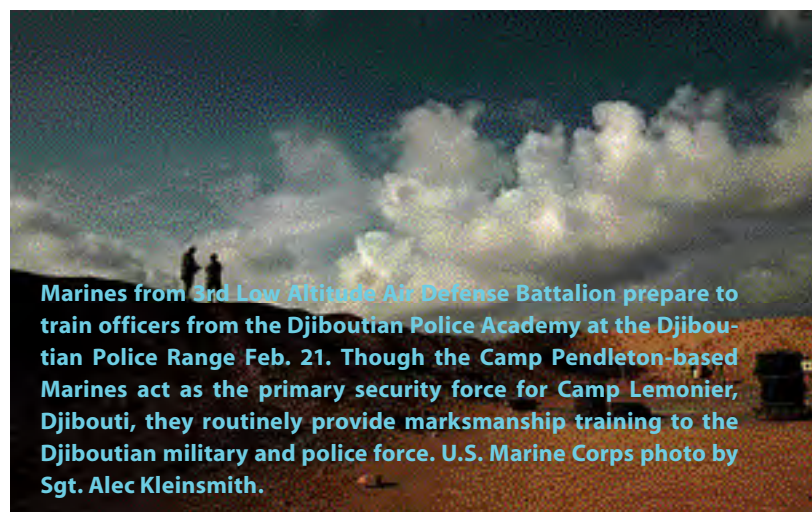 Marines from 3rd Low Altitude Air Defense Battalion prepare to
train officers from the Djiboutian Police Academy at the Djibou-
tian Police Range Feb. 21. Though the Camp Pendleton-based
Marines act as the primary security force for Camp Lemonier,
Djibouti, they routinely provide marksmanship training to the
Djiboutian military and police force. U.S. Marine Corps photo by
Sgt. Alec Kleinsmith.